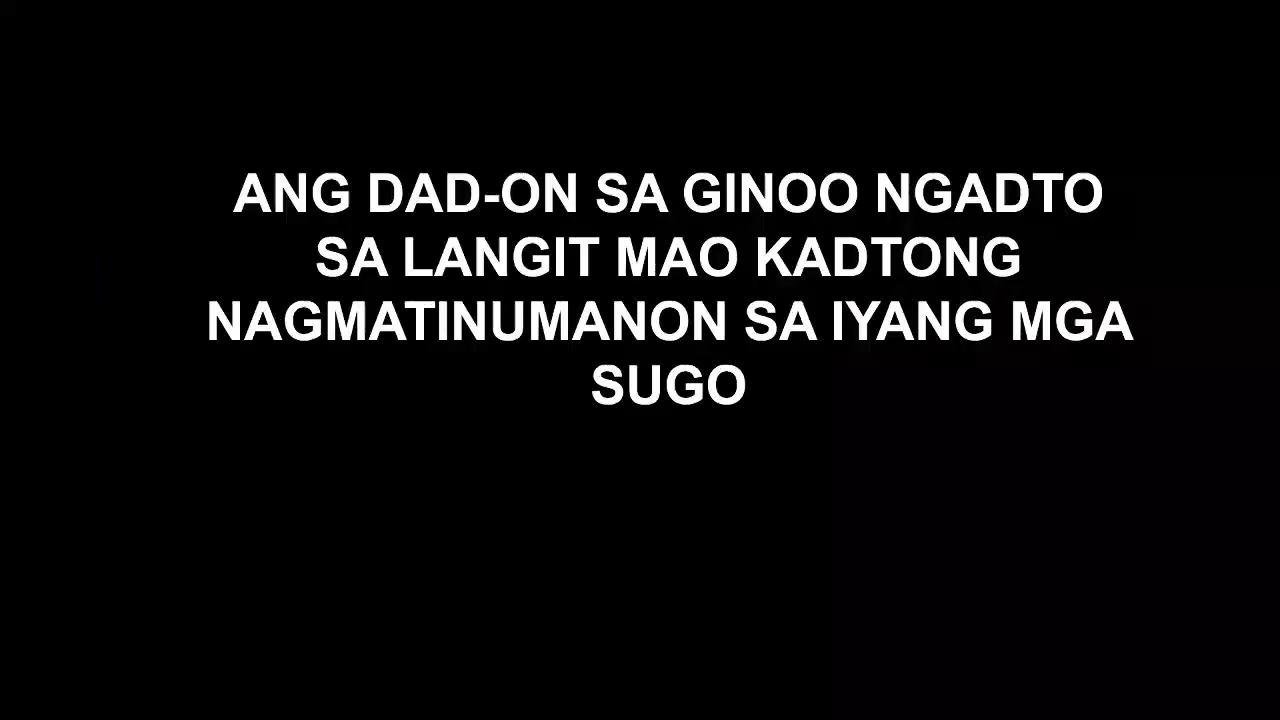 ANG DAD-ON SA GINOO NGADTO
SA LANGIT MAO KADTONG
NAGMATINUMANON SA IYANG MGA
SUGO